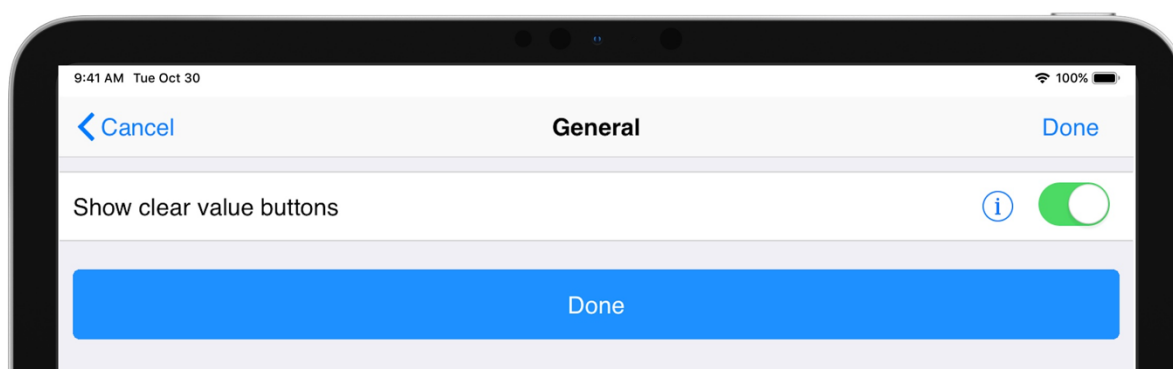 9:41 AM Tue Oct 30 100%
Cancel General Done
Show clear value buttons i
Done